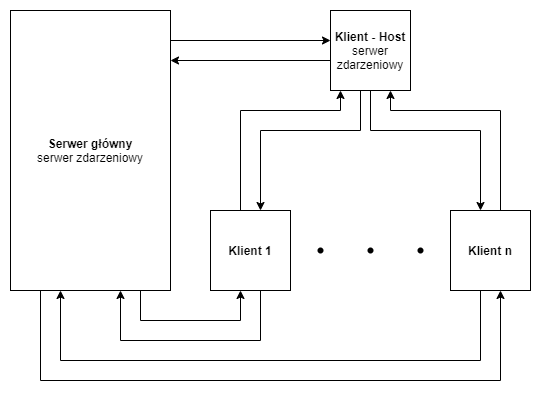 Klient - Host
serwer
zdarzeniowy
Serwer główny
serwer zdarzeniowy
Klient 1
Klient n